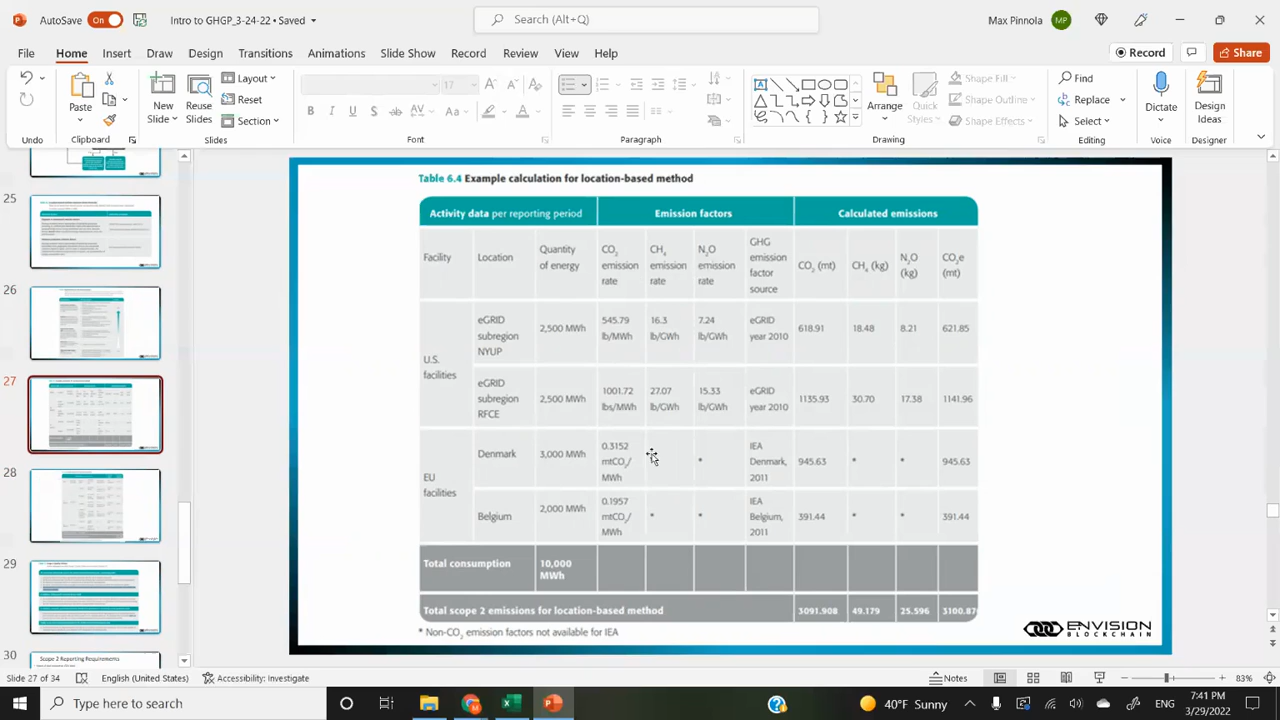 AutoSave On Intro to GHGP_3-24-22 • Saved Search (Alt+Q) Max Pinnola MP
File Home Insert Draw Design Transitions Animations Slide Show Record Review View Help Record Share
Undo
Paste
Clipboard
New Slide
Reuse Slides
Layout
Reset
Section
Slides
17
B I U S ab AV Aa A
Font
Paragraph
Arrange
Quick Styles
Shape Fill
Shape Outline
Shape Effects
Drawing
Find
Replace
Select
Editing
Dictate
Voice
Design Ideas
Designer
25
26
27
28
29
30
Scope 2 Reporting Requirements
Table 6.4 Example calculation for location-based method
Activity data per reporting period Emission factors Calculated emissions
Facility Location Quantity of energy CO2 emission rate CH4 emission rate N2O emission rate GHG emission factor source CO2 (mt) CH4 (kg) N2O (kg) CO2e (mt)
U.S. facilities
eGRID subregion NYUP 2,500 MWh 545.79 lb/MWh 16.3 lb/GWh 7.24 lb/GWh eGRID year 2010 618.91 18.48 8.21 621.85
eGRID subregion RFCE 2,500 MWh 1001.72 lbs/MWh 27.07 lb/GWh 15.33 lb/GWh eGRID year 2010 1135.93 30.70 17.38 1141.96
EU facilities
Denmark 3,000 MWh 0.3152 mtCO2/MWh * IEA Denmark, 2011 945.63 * * 945.63
Belgium 2,000 MWh 0.1957 mtCO2/MWh * * IEA Belgium, 2011 391.44 * * 391.44
Total consumption 10,000 MWh
Total scope 2 emissions for location-based method 3091.908 49.179 25.596 3100.87
* Non-CO2 emission factors not available for IEA
ENVISION
BLOCKCHAIN
Slide 27 of 34 English (United States) Accessibility: Investigate Notes 83%
Type here to search 40°F Sunny 7:41 PM
3/29/2022